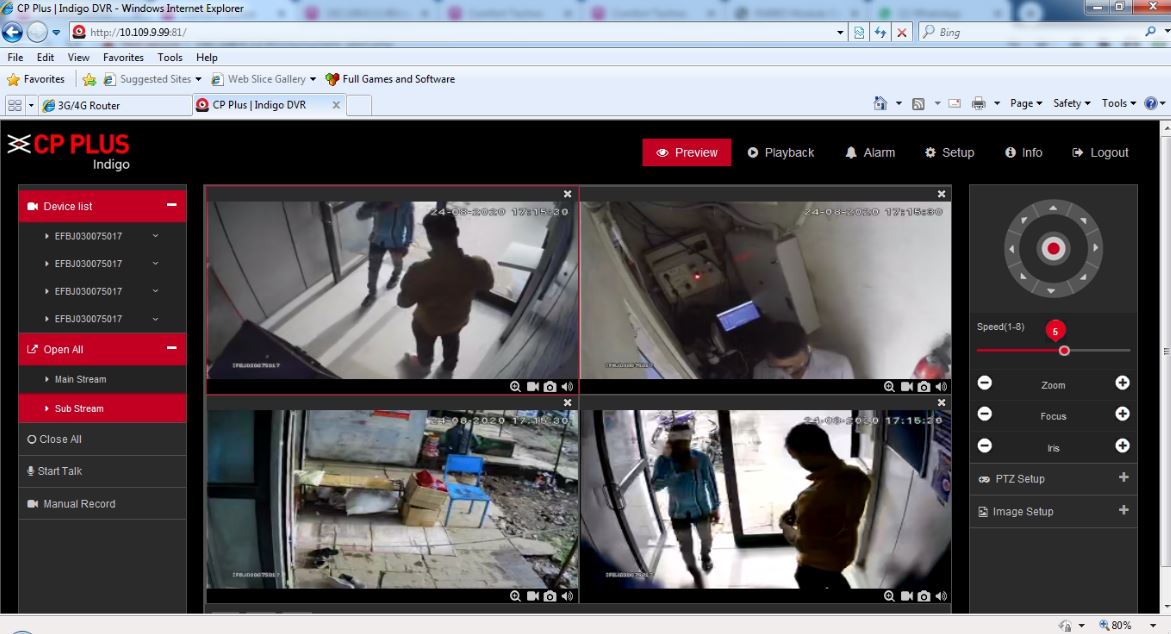 CP Plus | Indigo DVR - Windows Internet Explorer
http://10.109.9.99:81/
Bing
File Edit View Favorites Tools Help
Favorites Suggested Sites Web Slice Gallery Full Games and Software
3G/4G Router CP Plus | Indigo DVR x Page Safety Tools
CP PLUS
Indigo
Preview Playback Alarm Setup Info Logout
Device list
EFBJ030075017
EFBJ030075017
EFBJ030075017
EFBJ030075017
Open All
Main Stream
Sub Stream
Close All
Start Talk
Manual Record
24-08-2020 17:15:30
24-08-2020 17:15:30
24-08-2020 17:15:30
24-08-2020 17:15:30
Speed(1-8)
5
Zoom
Focus
Iris
PTZ Setup
Image Setup
80%